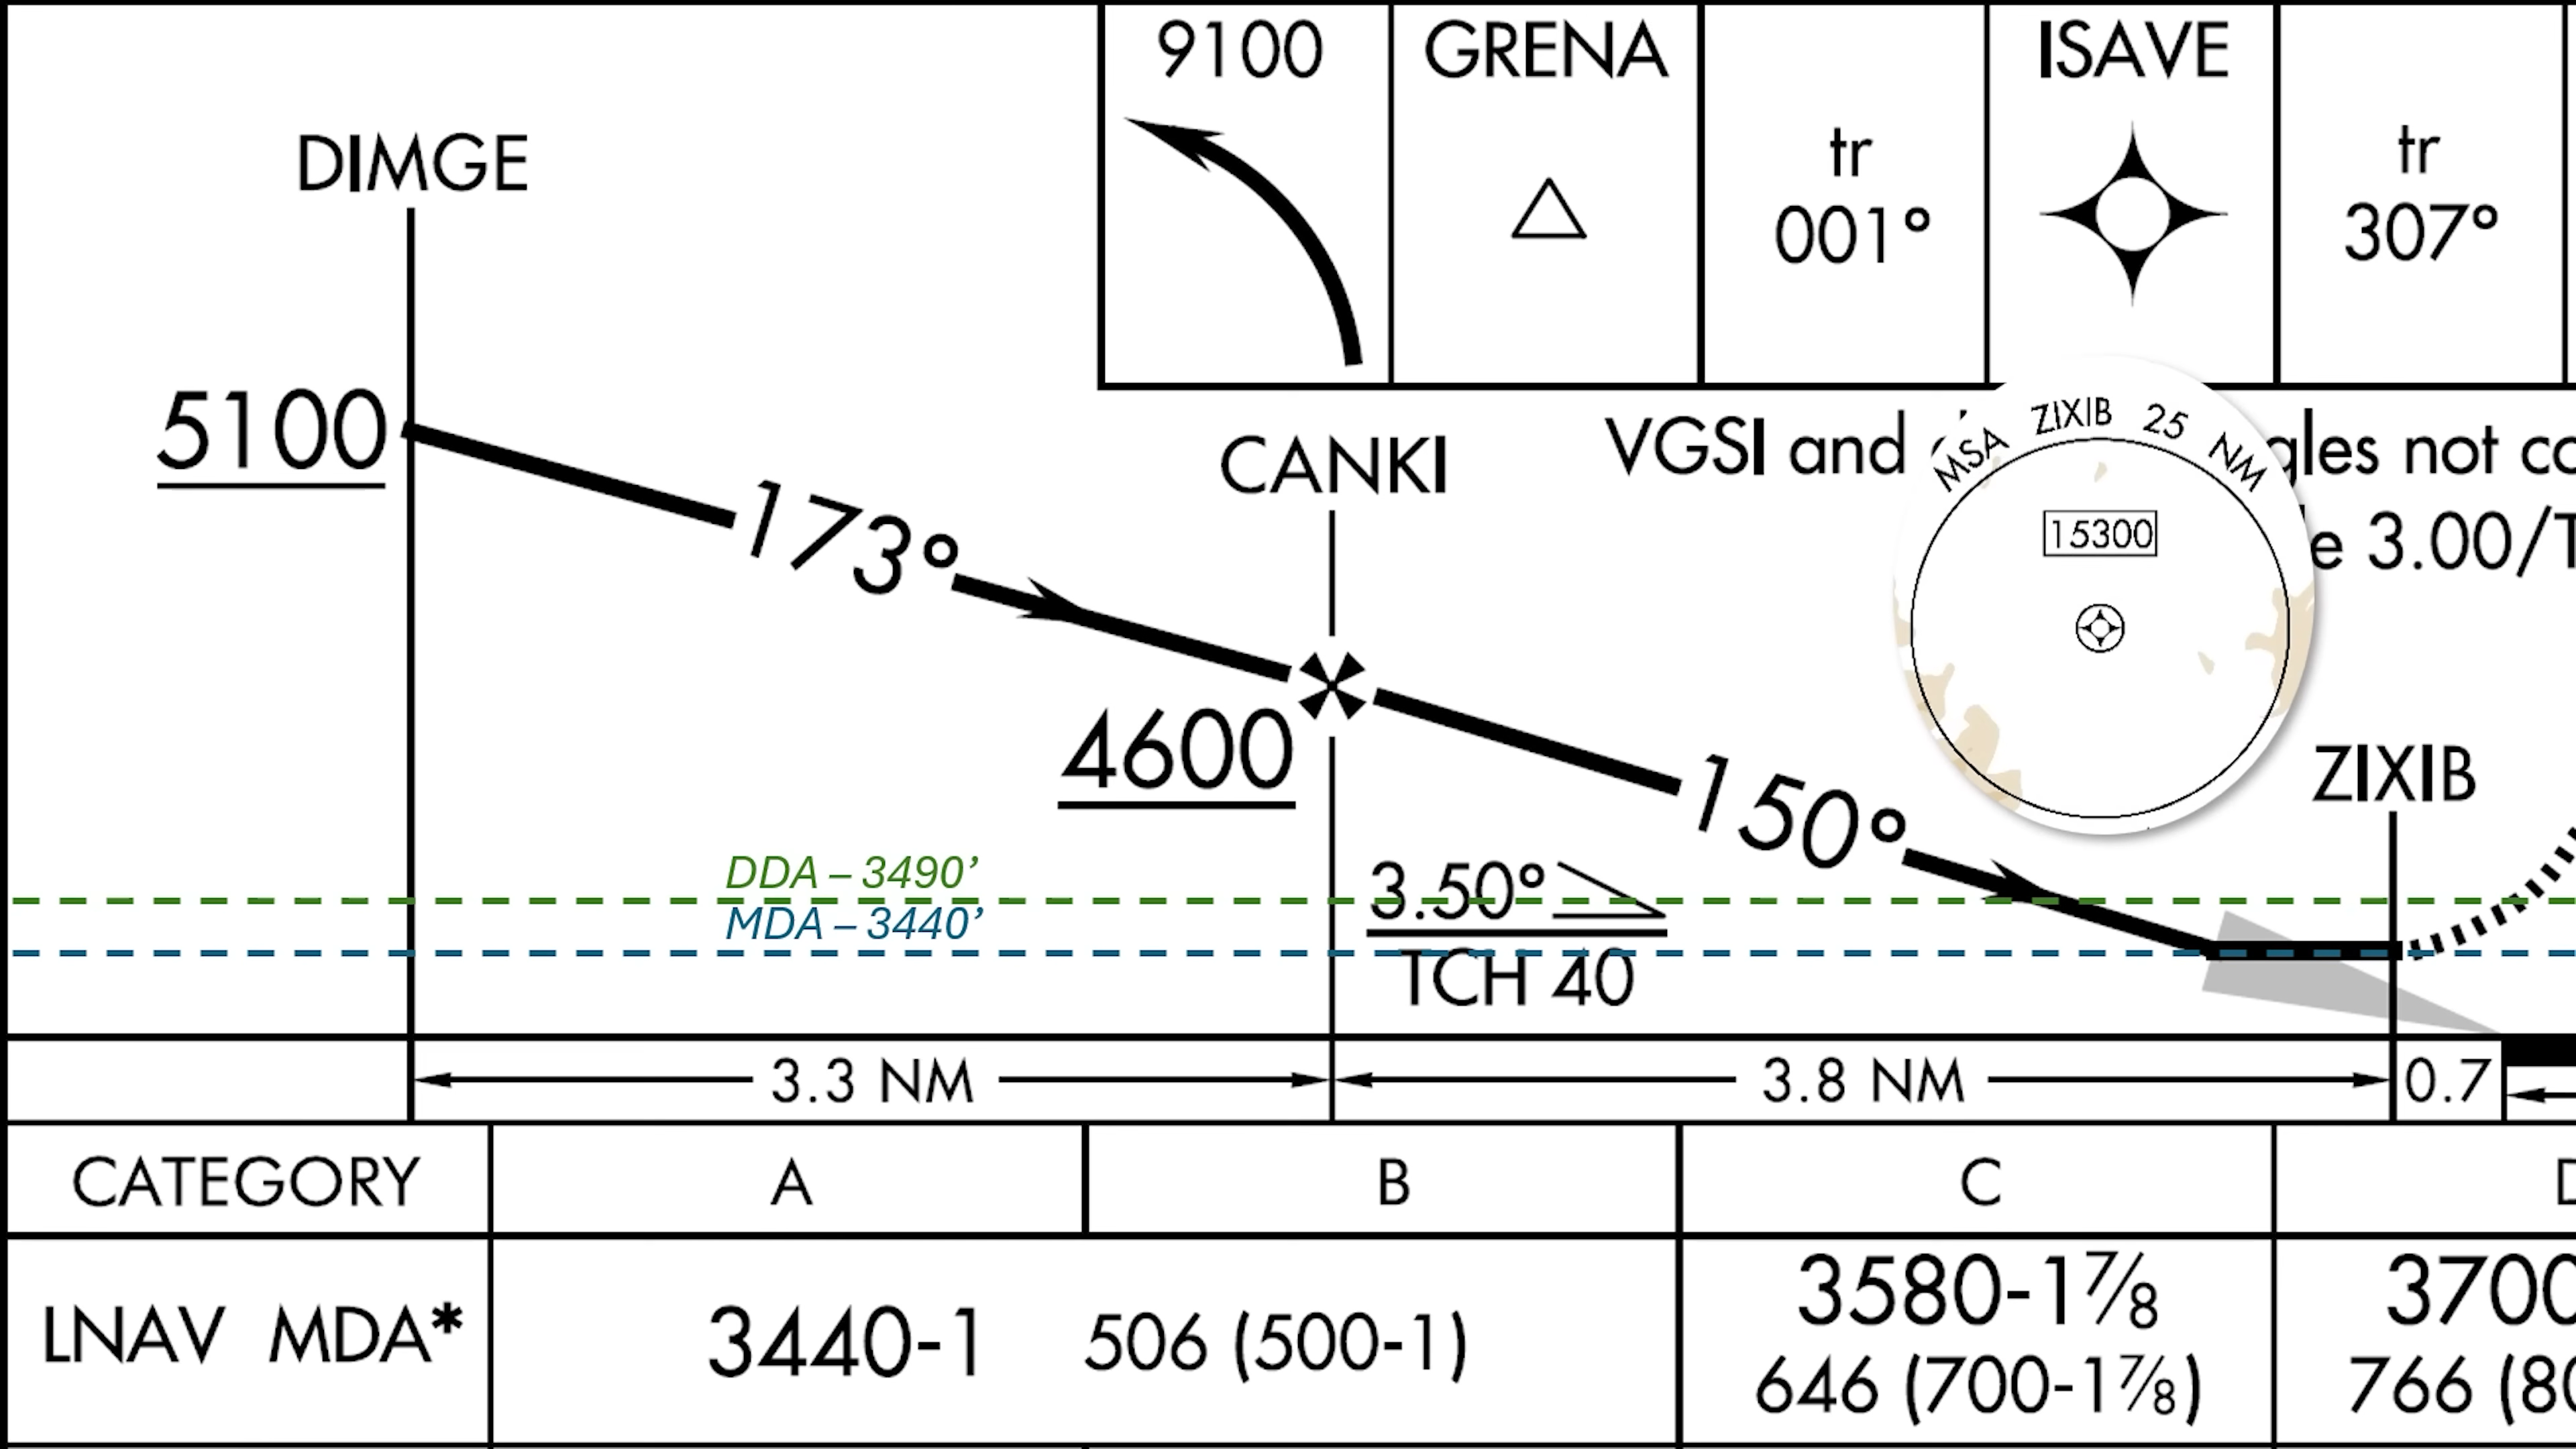 9100
GRENA
tr
001°
ISAVE
tr
307°
DIMGE
5100
173°
CANKI
4600
VGSI and
gles not co
e 3.00/T
MSA ZIXIB 25 NM
15300
150°
ZIXIB
DDA – 3490’
MDA – 3440’
3.50°
TCH 40
3.3 NM
3.8 NM
0.7
CATEGORY A B C
LNAV MDA* 3440-1 506 (500-1)
3580-1⅞
646 (700-1⅞)
3700
766 (80